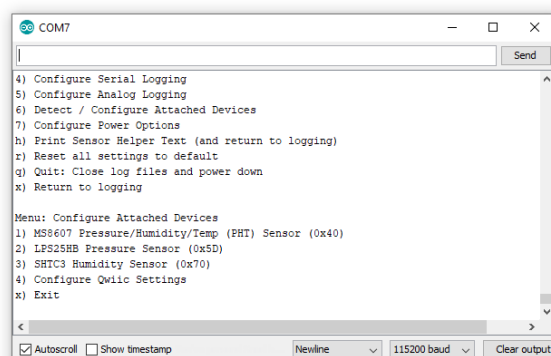 COM7
Send
4) Configure Serial Logging
5) Configure Analog Logging
6) Detect / Configure Attached Devices
7) Configure Power Options
h) Print Sensor Helper Text (and return to logging)
r) Reset all settings to default
q) Quit: Close log files and power down
x) Return to logging
Menu: Configure Attached Devices
1) MS8607 Pressure/Humidity/Temp (PHT) Sensor (0x40)
2) LPS25HB Pressure Sensor (0x5D)
3) SHTC3 Humidity Sensor (0x70)
4) Configure Qwiic Settings
x) Exit
Autoscroll Show timestamp Newline 115200 baud Clear output